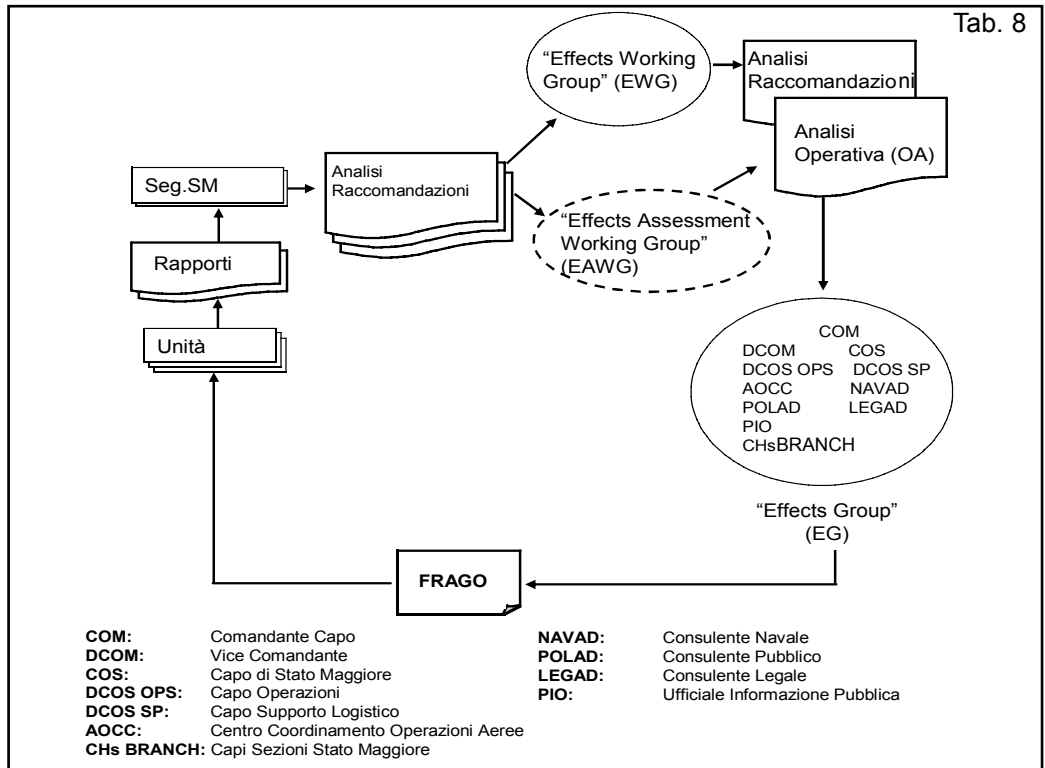 Tab. 8
“Effects Working
Group” (EWG)
Analisi
Raccomandazioni
Analisi
Operativa (OA)
Seg.SM
Analisi
Raccomandazioni
“Effects Assessment
Working Group”
(EAWG)
Rapporti
Unità
COM
DCOM COS
DCOS OPS DCOS SP
AOCC NAVAD
POLAD LEGAD
PIO
CHsBRANCH
“Effects Group”
(EG)
FRAGO
COM: Comandante Capo
DCOM: Vice Comandante
COS: Capo di Stato Maggiore
DCOS OPS: Capo Operazioni
DCOS SP: Capo Supporto Logistico
AOCC: Centro Coordinamento Operazioni Aeree
CHs BRANCH: Capi Sezioni Stato Maggiore
NAVAD: Consulente Navale
POLAD: Consulente Pubblico
LEGAD: Consulente Legale
PIO: Ufficiale Informazione Pubblica